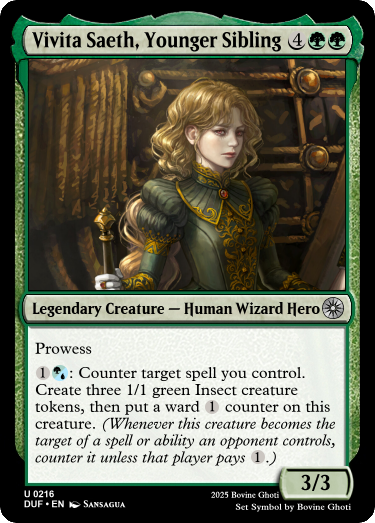 Vivita Saeth, Younger Sibling 4
Legendary Creature — Human Wizard Hero
Prowess
1 : Counter target spell you control.
Create three 1/1 green Insect creature
tokens, then put a ward 1 counter on this
creature. (Whenever this creature becomes the
target of a spell or ability an opponent controls,
counter it unless that player pays 1.)
3/3
U 0216
DUF • EN Sansagua
2025 Bovine Ghoti
Set Symbol by Bovine Ghoti